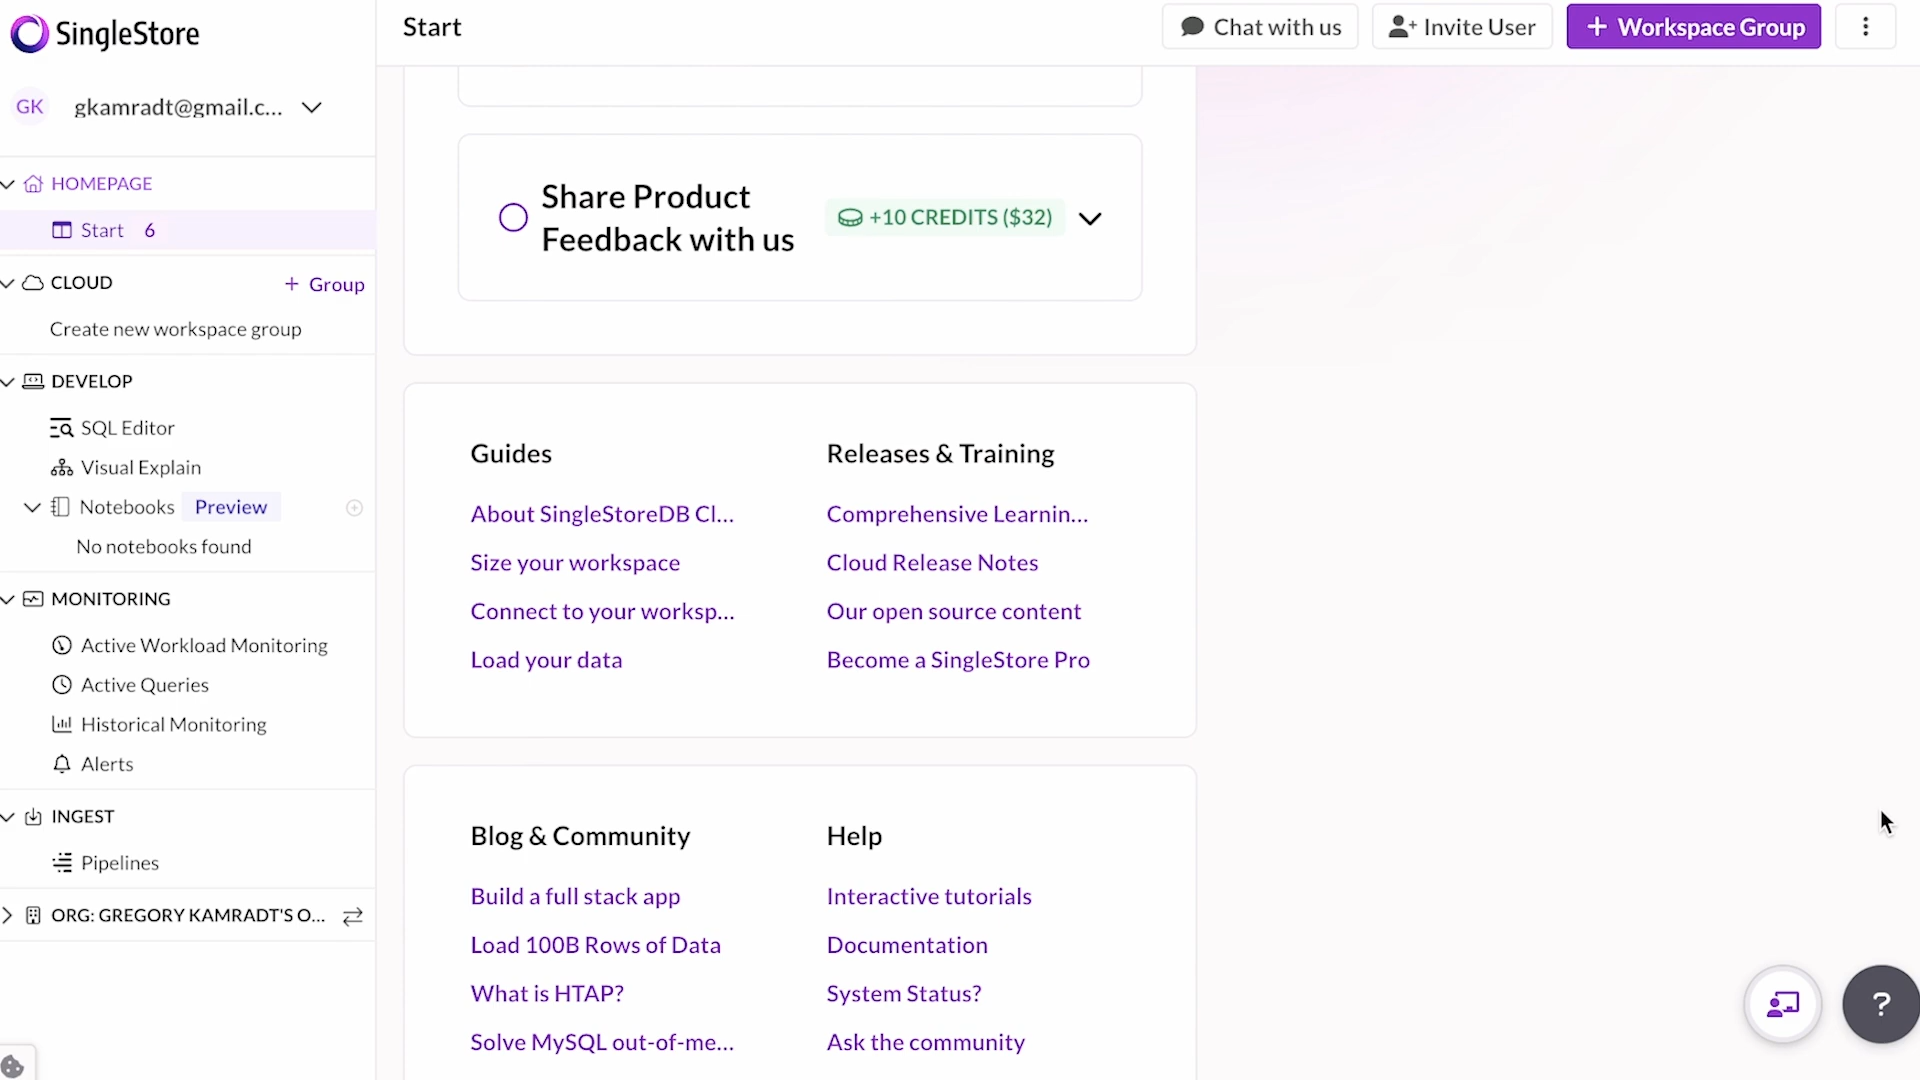 SingleStore
GK
gkamradt@gmail.c...
HOMEPAGE
Start 6
CLOUD
+ Group
Create new workspace group
DEVELOP
SQL Editor
Visual Explain
Notebooks Preview
No notebooks found
MONITORING
Active Workload Monitoring
Active Queries
Historical Monitoring
Alerts
INGEST
Pipelines
ORG: GREGORY KAMRADT'S O...
Start
Chat with us
Invite User
+ Workspace Group
Share Product
Feedback with us
+10 CREDITS ($32)
Guides
About SingleStoreDB Cl...
Size your workspace
Connect to your worksp...
Load your data
Releases & Training
Comprehensive Learnin...
Cloud Release Notes
Our open source content
Become a SingleStore Pro
Blog & Community
Build a full stack app
Load 100B Rows of Data
What is HTAP?
Solve MySQL out-of-me...
Help
Interactive tutorials
Documentation
System Status?
Ask the community
?